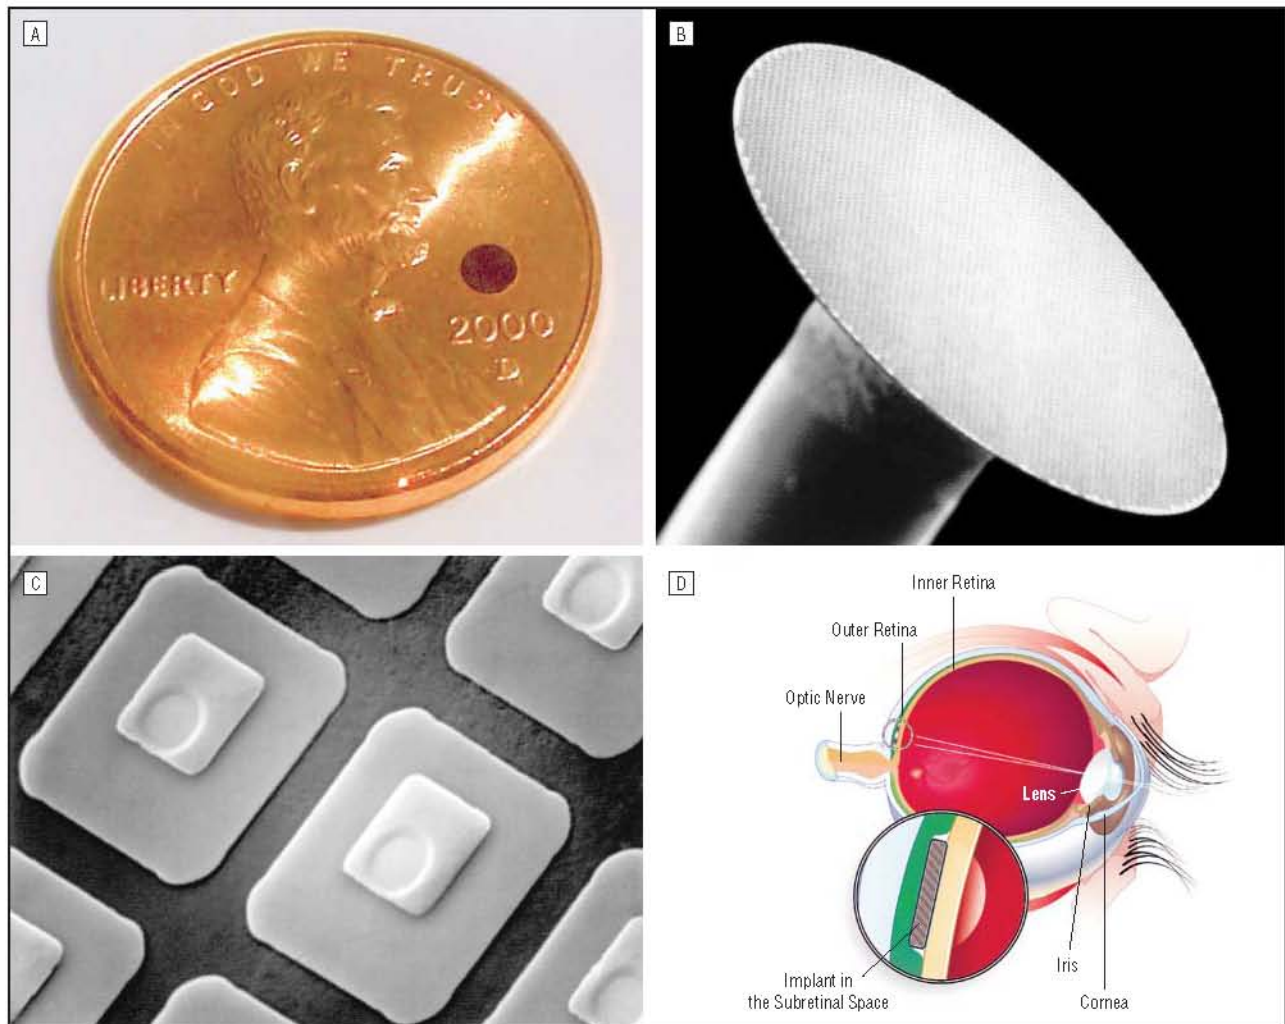 A
IN GOD WE TRUST
LIBERTY
2000
D
B
C
D
Inner Retina
Outer Retina
Optic Nerve
Lens
Iris
Implant in
the Subretinal Space
Cornea